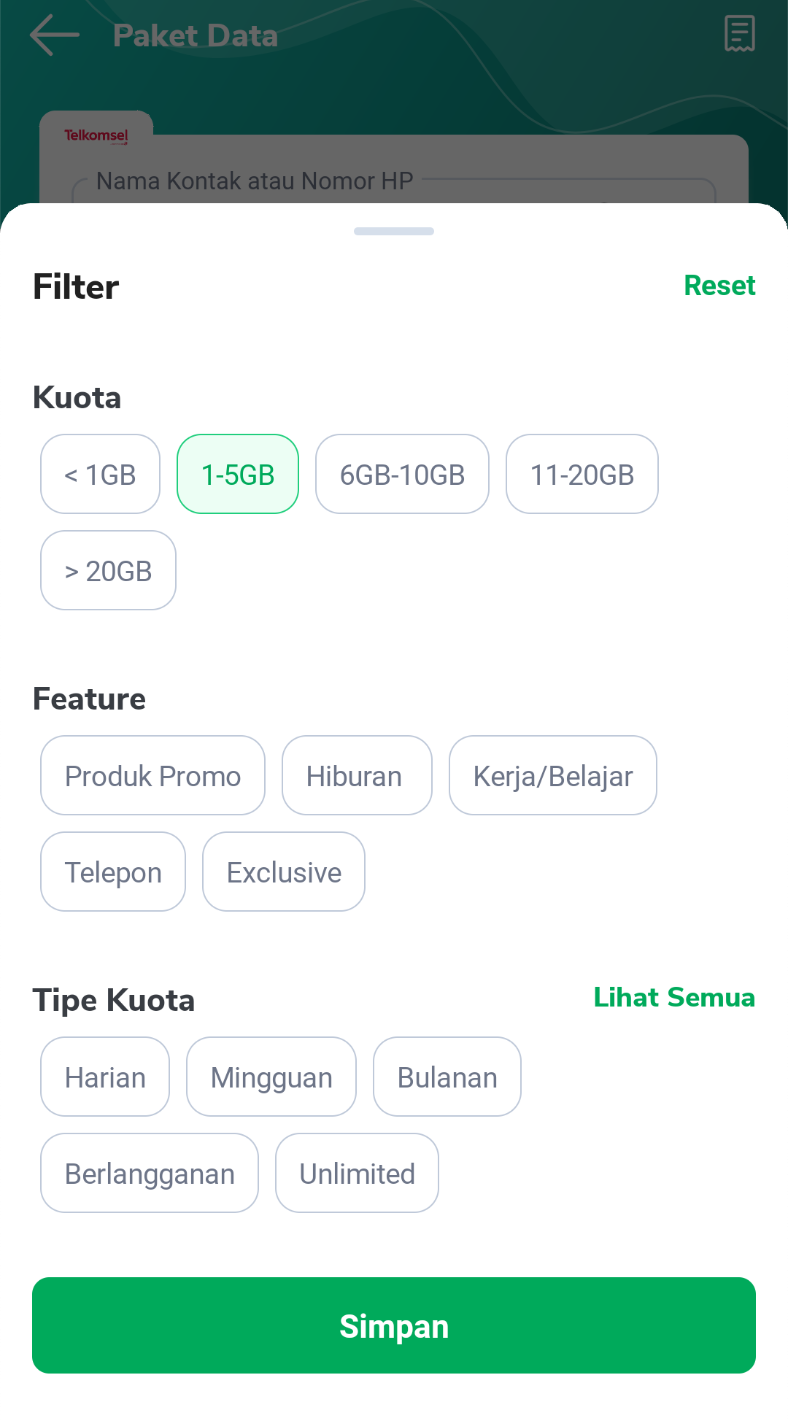 Paket Data
Telkomsel
Nama Kontak atau Nomor HP
Filter
Reset
Kuota
< 1GB
1-5GB
6GB-10GB
11-20GB
> 20GB
Feature
Produk Promo
Hiburan
Kerja/Belajar
Telepon
Exclusive
Tipe Kuota
Lihat Semua
Harian
Mingguan
Bulanan
Berlangganan
Unlimited
Simpan